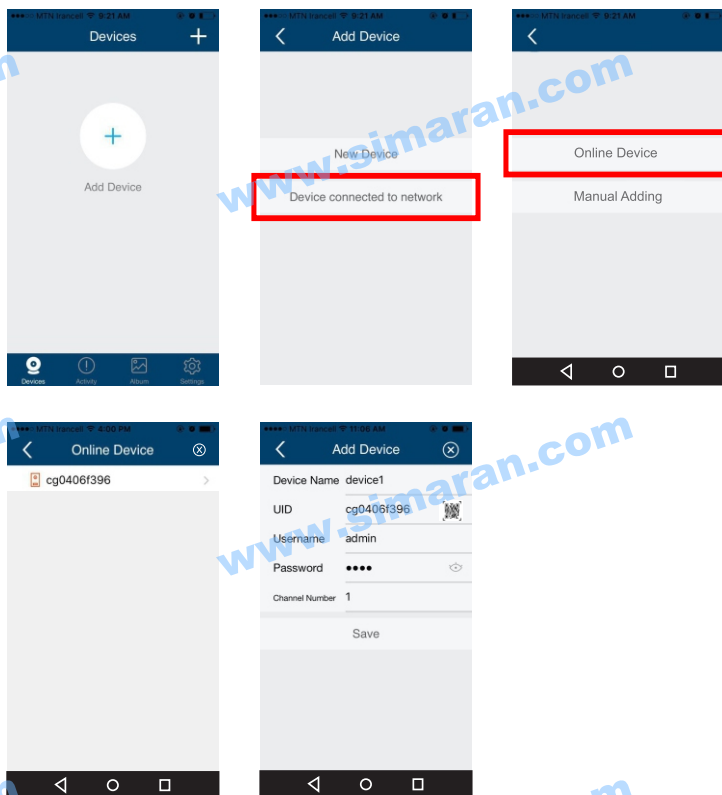 MTN Irancell 9:21 AM
Devices
Add Device
Devices
Activity
Album
Settings
MTN Irancell 9:21 AM
Add Device
New Device
Device connected to network
MTN Irancell 9:21 AM
Online Device
Manual Adding
www.simaran.com
MTN Irancell 4:00 PM
Online Device
cg0406f396
MTN Irancell 11:06 AM
Add Device
Device Name device1
UID cg0406f396
Username admin
Password ••••
Channel Number 1
Save
www.simaran.com